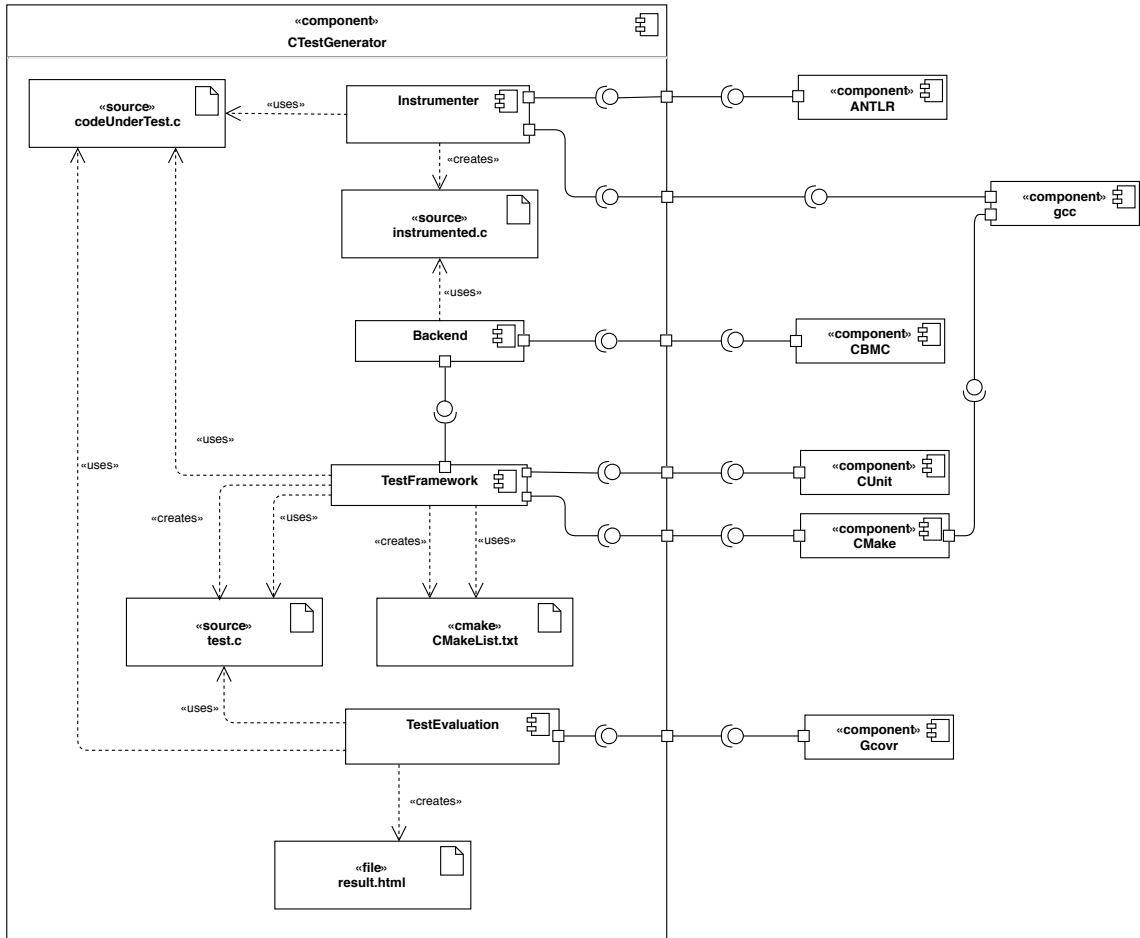 «component»
CTestGenerator
«source»
codeUnderTest.c
«uses»
Instrumenter
«component»
ANTLR
«creates»
«component»
gcc
«source»
instrumented.c
«uses»
Backend
«component»
CBMC
«uses»
«uses»
TestFramework
«component»
CUnit
«creates»
«uses»
«creates»
«uses»
«component»
CMake
«source»
test.c
«cmake»
CMakeList.txt
«uses»
TestEvaluation
«component»
Gcovr
«creates»
«file»
result.html